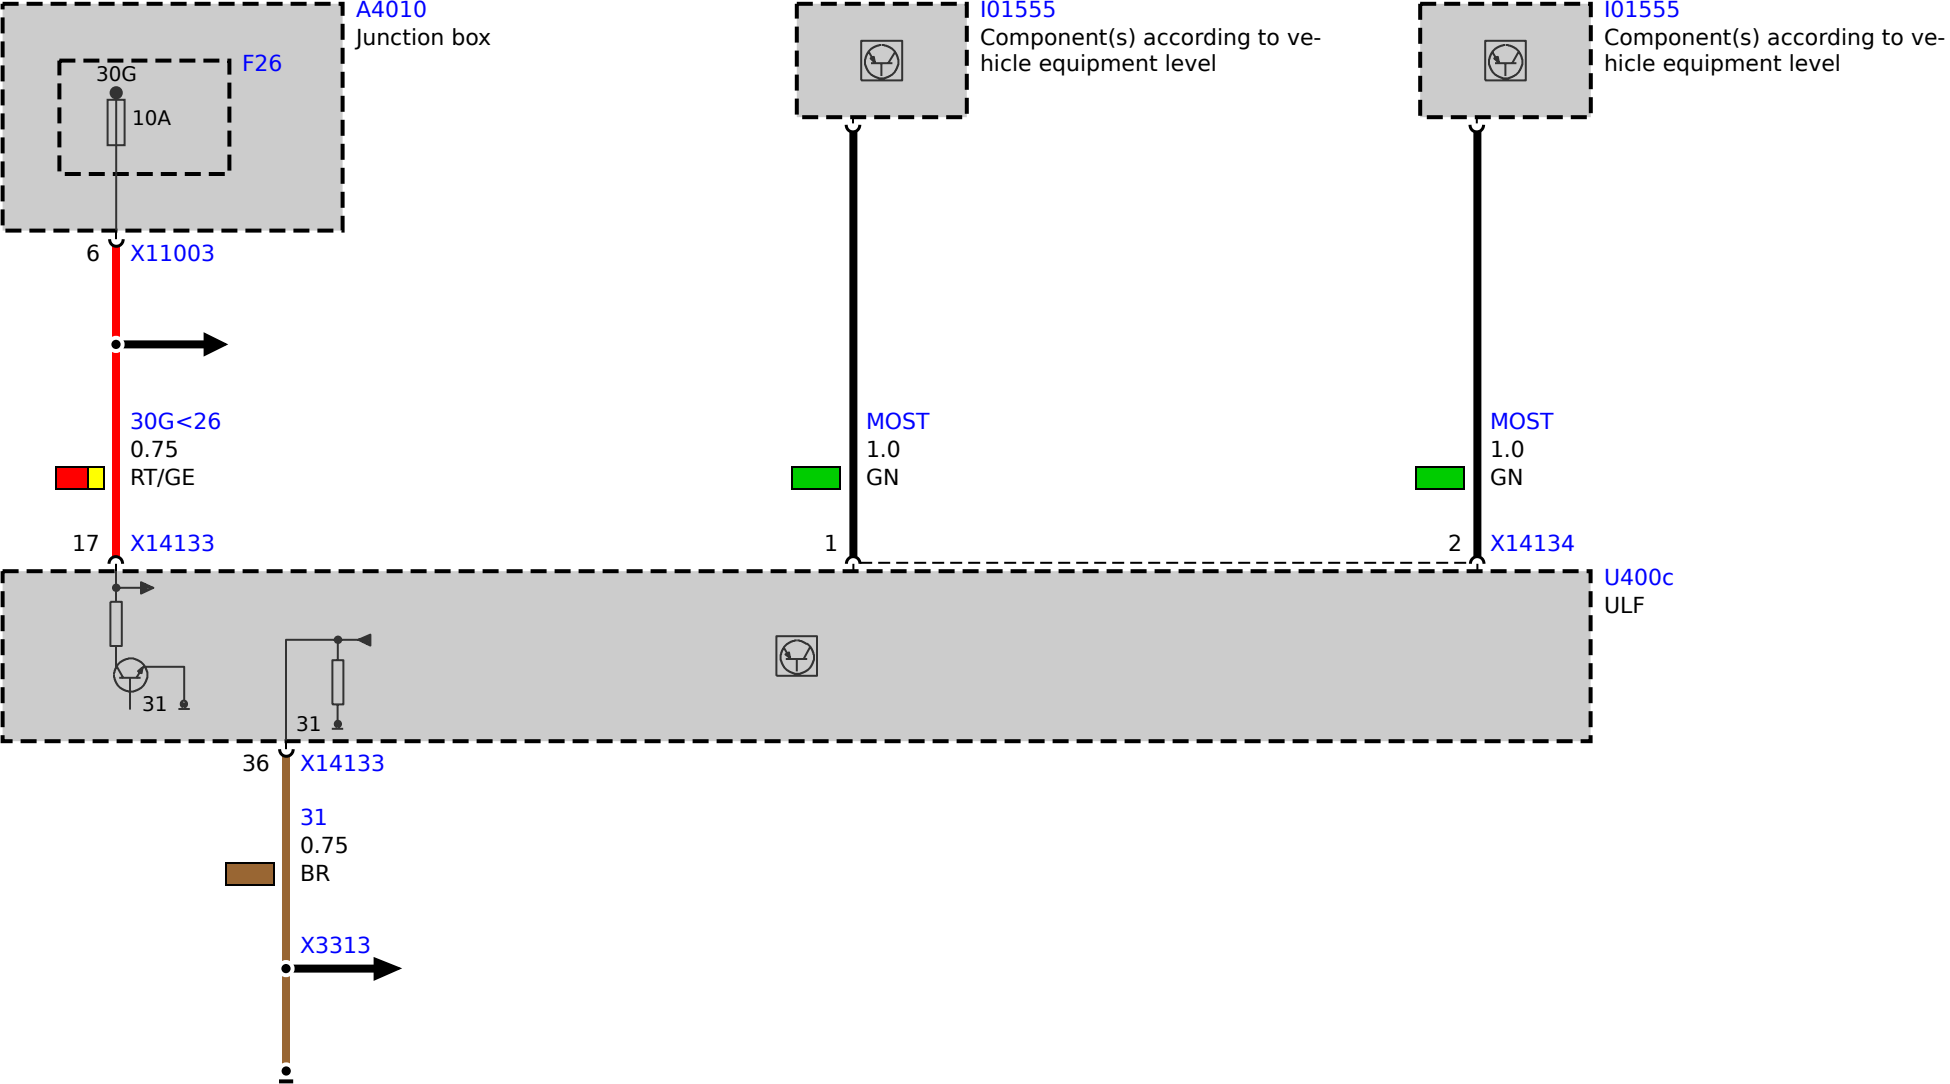 A4010
Junction box
F26
30G
10A
I01555
Component(s) according to ve-
hicle equipment level
I01555
Component(s) according to ve-
hicle equipment level
6 X11003
30G<26
0.75
RT/GE
MOST
1.0
GN
MOST
1.0
GN
17 X14133
1
2 X14134
U400c
ULF
31
31
36 X14133
31
0.75
BR
X3313